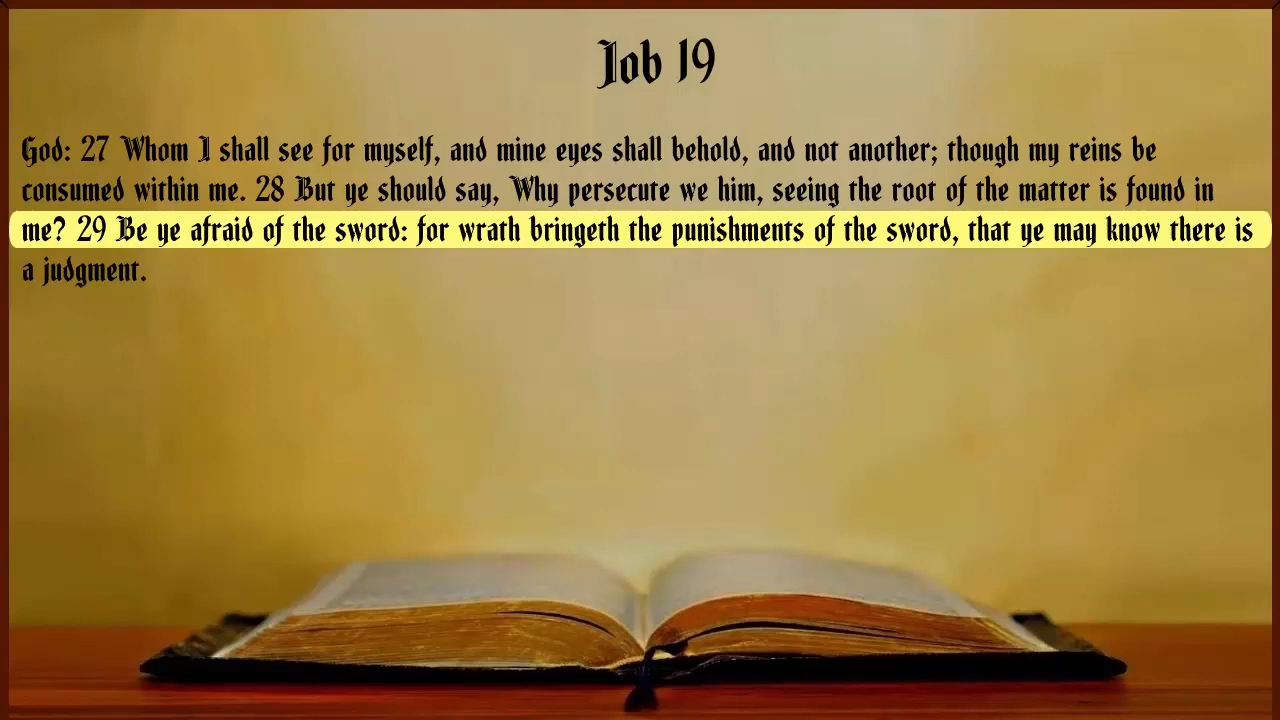 Job 19
God: 27 Whom I shall see for myself, and mine eyes shall behold, and not another; though my reins be
consumed within me. 28 But ye should say, Why persecute we him, seeing the root of the matter is found in
me? 29 Be ye afraid of the sword: for wrath bringeth the punishments of the sword, that ye may know there is
a judgment.